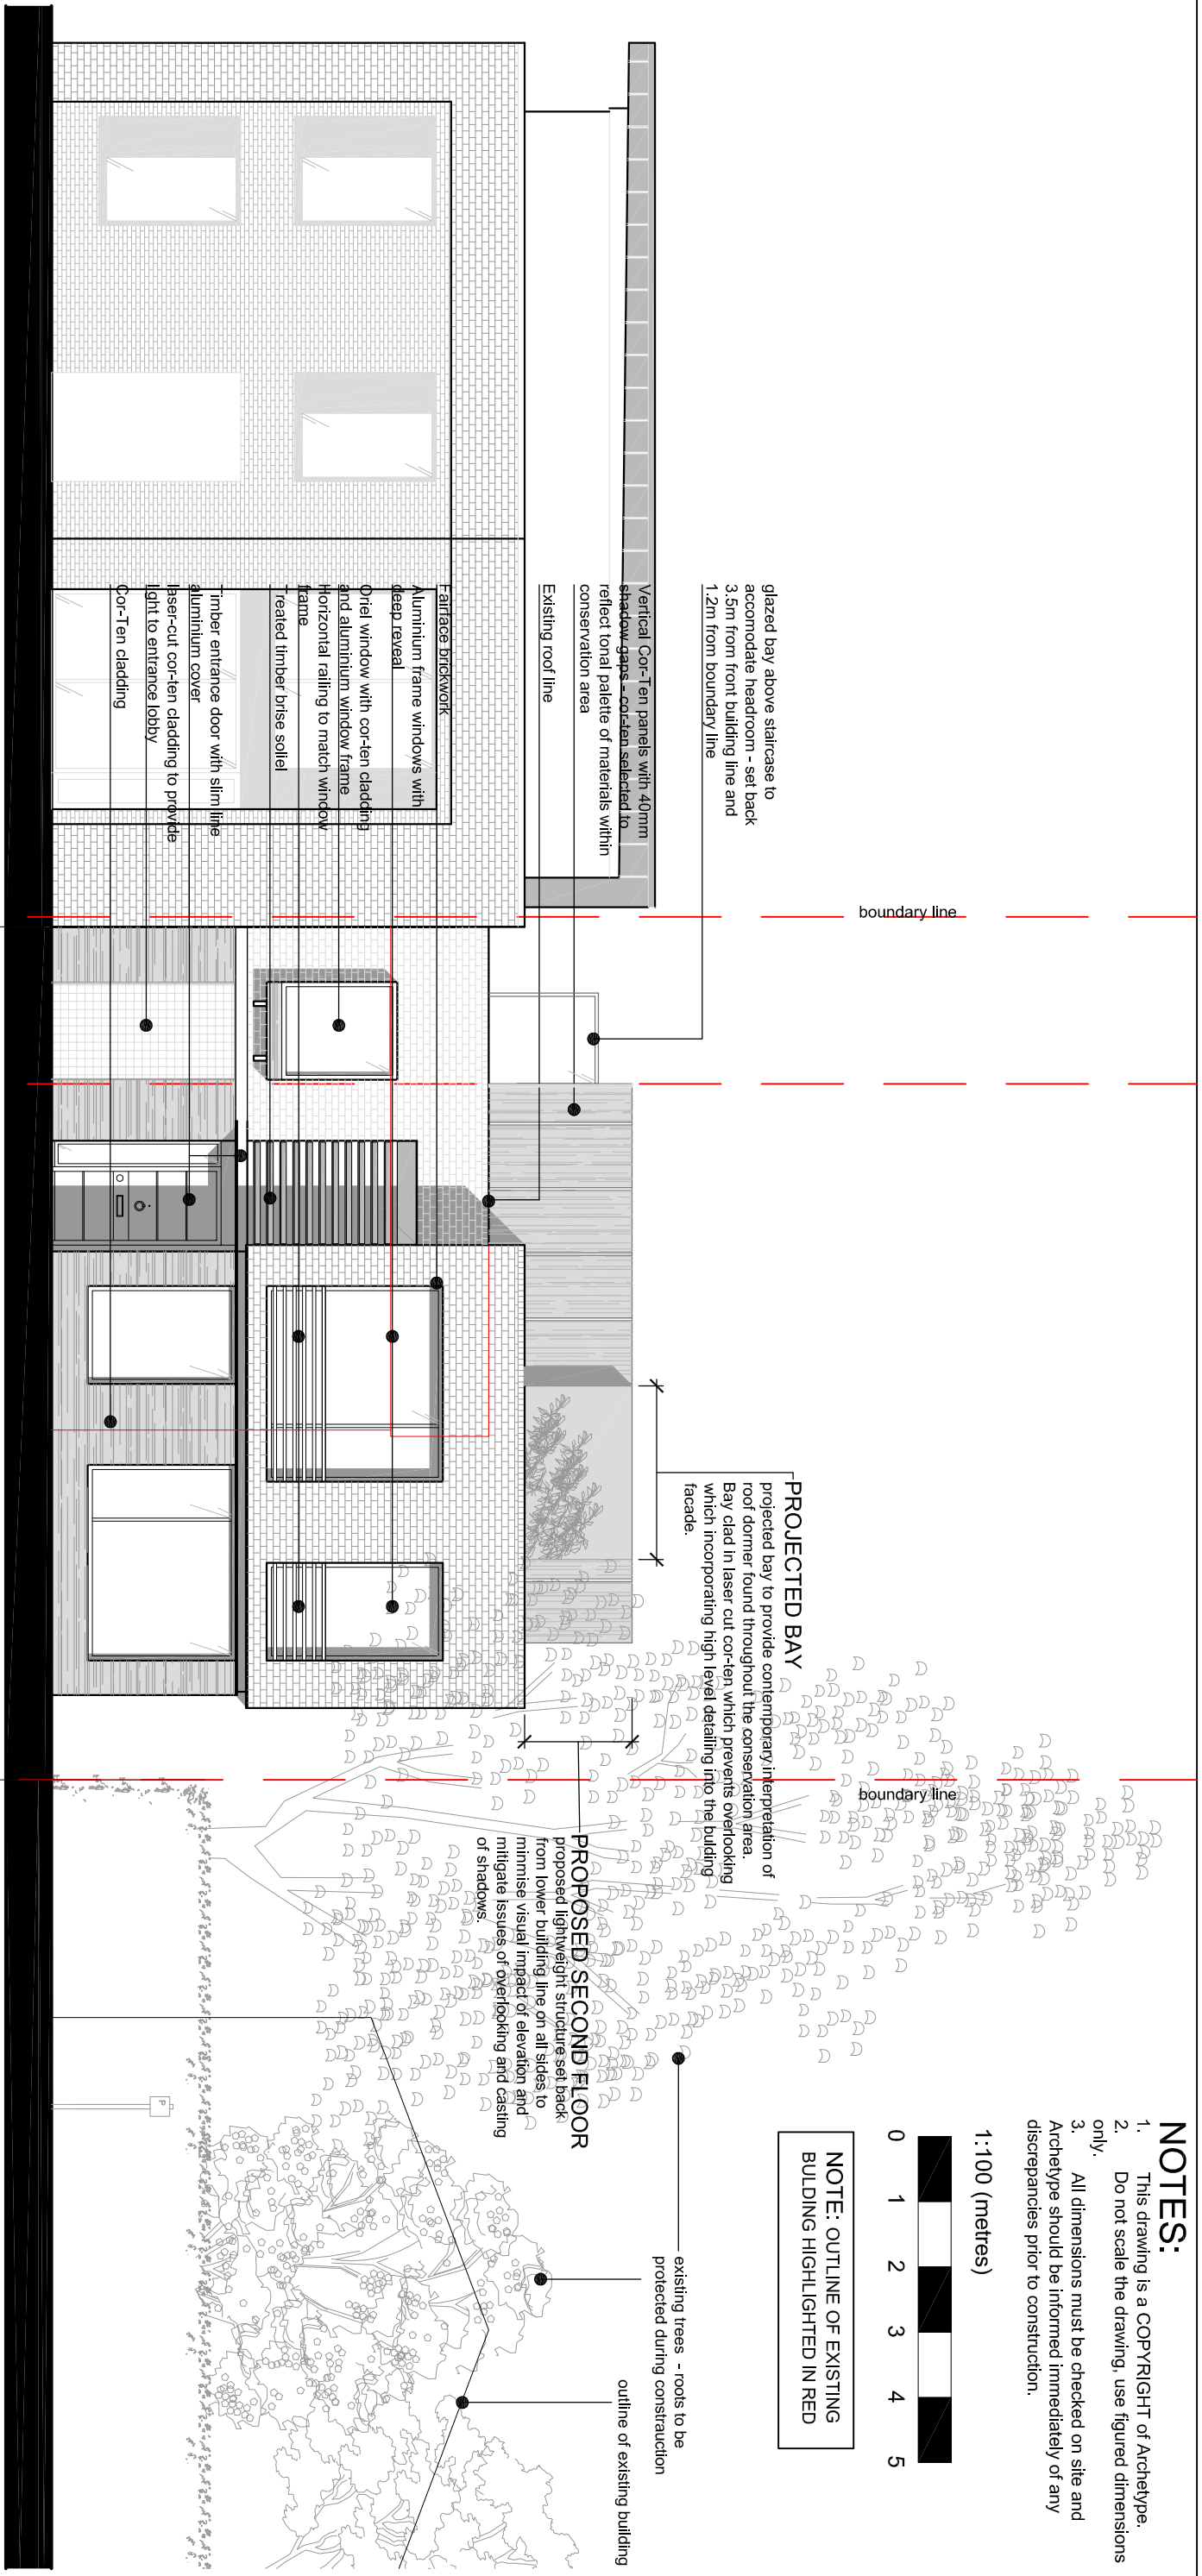 NOTES:
1. This drawing is a COPYRIGHT of Archetype.
2. Do not scale the drawing, use figured dimensions
only.
3. All dimensions must be checked on site and
Archetype should be informed immediately of any
discrepancies prior to construction.
1:100 (metres)
0 1 2 3 4 5
NOTE: OUTLINE OF EXISTING
BULDING HIGHLIGHTED IN RED
boundary line
boundary line
glazed bay above staircase to
accomodate headroom - set back
3.5m from front building line and
1.2m from boundary line
Vertical Cor-Ten panels with 40mm
shadow gaps - cor-ten selected to
reflect tonal palette of materials within
conservation area
Existing roof line
Fairface brickwork
Aluminium frame windows with
deep reveal
Oriel window with cor-ten cladding
and aluminium window frame
Horizontal railing to match window
frame
Treated timber brise soliel
Timber entrance door with slim line
aluminium cover
laser-cut cor-ten cladding to provide
light to entrance lobby
Cor-Ten cladding
PROJECTED BAY
projected bay to provide contemporary interpretation of
roof dormer found throughout the conservation area.
Bay clad in laser cut cor-ten which prevents overlooking
which incorporating high level detailing into the bulding
facade.
PROPOSED SECOND FLOOR
proposed lightweight structure set back
from lower building line on all sides to
minmise visual impact of elevation and
mitigate issues of overlooking and casting
of shadows.
existing trees - roots to be
protected during constrauction
outline of existing building
P